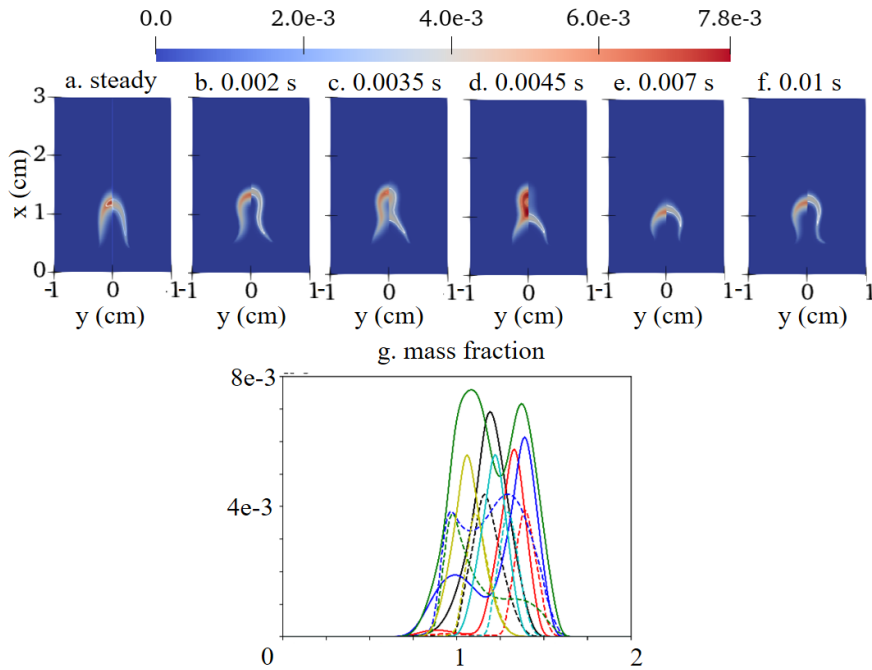 0.0 2.0e-3 4.0e-3 6.0e-3 7.8e-3
a. steady b. 0.002 s c. 0.0035 s d. 0.0045 s e. 0.007 s f. 0.01 s
3
2
x (cm)
1
0
-1 0 1-1 0 1-1 0 1-1 0 1-1 0 1-1 0 1
y (cm) y (cm) y (cm) y (cm) y (cm) y (cm)
g. mass fraction
8e-3
4e-3
0 1 2